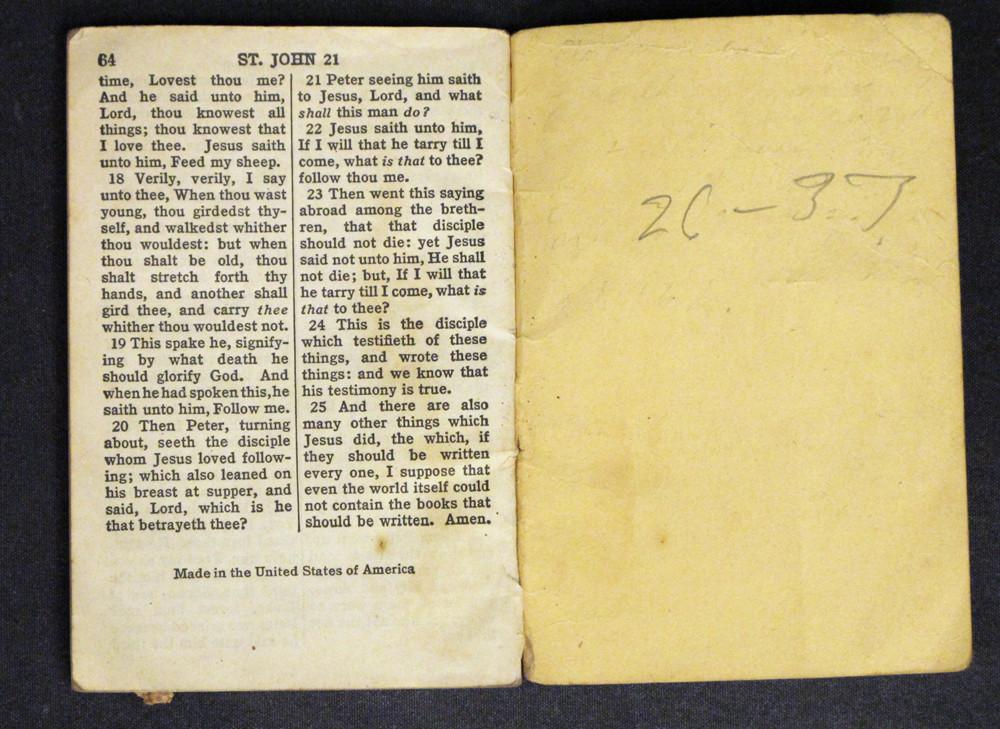 64 ST. JOHN 21
time, Lovest thou me?
And he said unto him,
Lord, thou knowest all
things; thou knowest that
I love thee. Jesus saith
unto him, Feed my sheep.
18 Verily, verily, I say
unto thee, When thou wast
young, thou girdedst thy-
self, and walkedst whither
thou wouldest: but when
thou shalt be old, thou
shalt stretch forth thy
hands, and another shall
gird thee, and carry thee
whither thou wouldest not.
19 This spake he, signify-
ing by what death he
should glorify God. And
when he had spoken this, he
saith unto him, Follow me.
20 Then Peter, turning
about, seeth the disciple
whom Jesus loved follow-
ing; which also leaned on
his breast at supper, and
said, Lord, which is he
that betrayeth thee?
21 Peter seeing him saith
to Jesus, Lord, and what
shall this man do?
22 Jesus saith unto him,
If I will that he tarry till I
come, what is that to thee?
follow thou me.
23 Then went this saying
abroad among the breth-
ren, that that disciple
should not die: yet Jesus
said not unto him, He shall
not die; but, If I will that
he tarry till I come, what is
that to thee?
24 This is the disciple
which testifieth of these
things, and wrote these
things: and we know that
his testimony is true.
25 And there are also
many other things which
Jesus did, the which, if
they should be written
every one, I suppose that
even the world itself could
not contain the books that
should be written. Amen.
Made in the United States of America